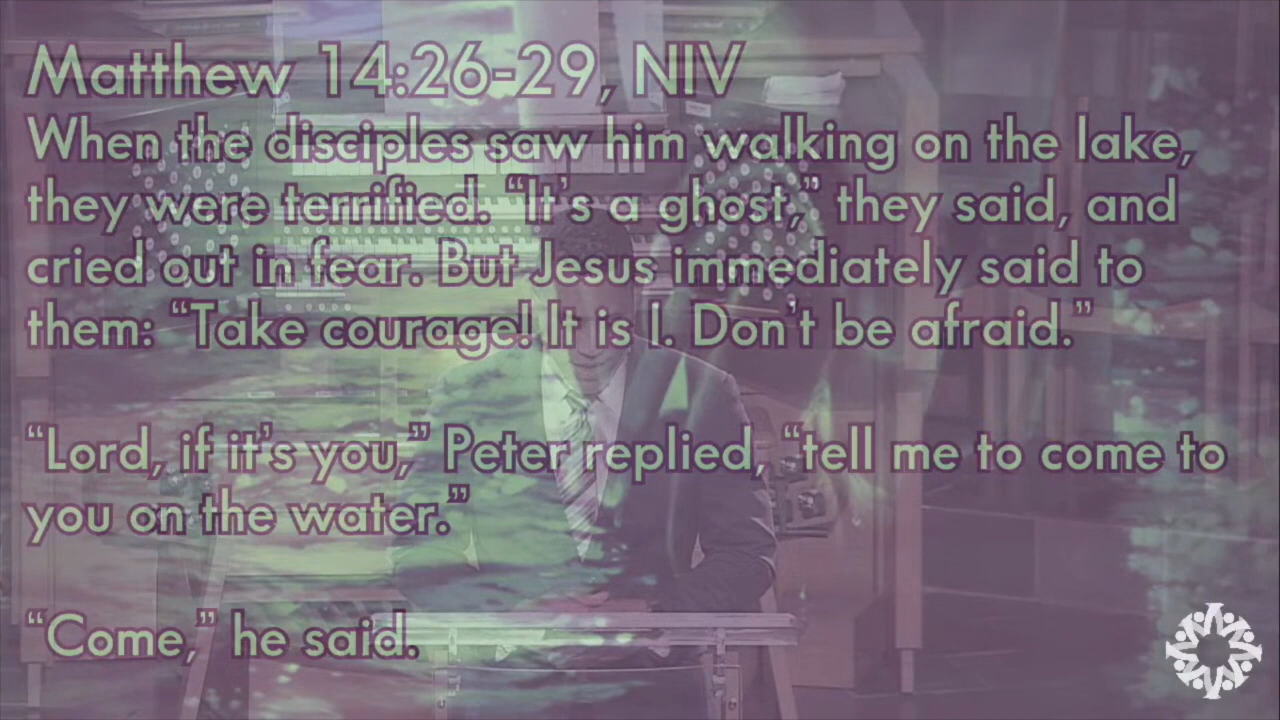 Matthew 14:26-29, NIV
When the disciples saw him walking on the lake,
they were terrified. “It’s a ghost,” they said, and
cried out in fear. But Jesus immediately said to
them: “Take courage! It is I. Don’t be afraid.”
“Lord, if it’s you,” Peter replied, “tell me to come to
you on the water.”
“Come,” he said.